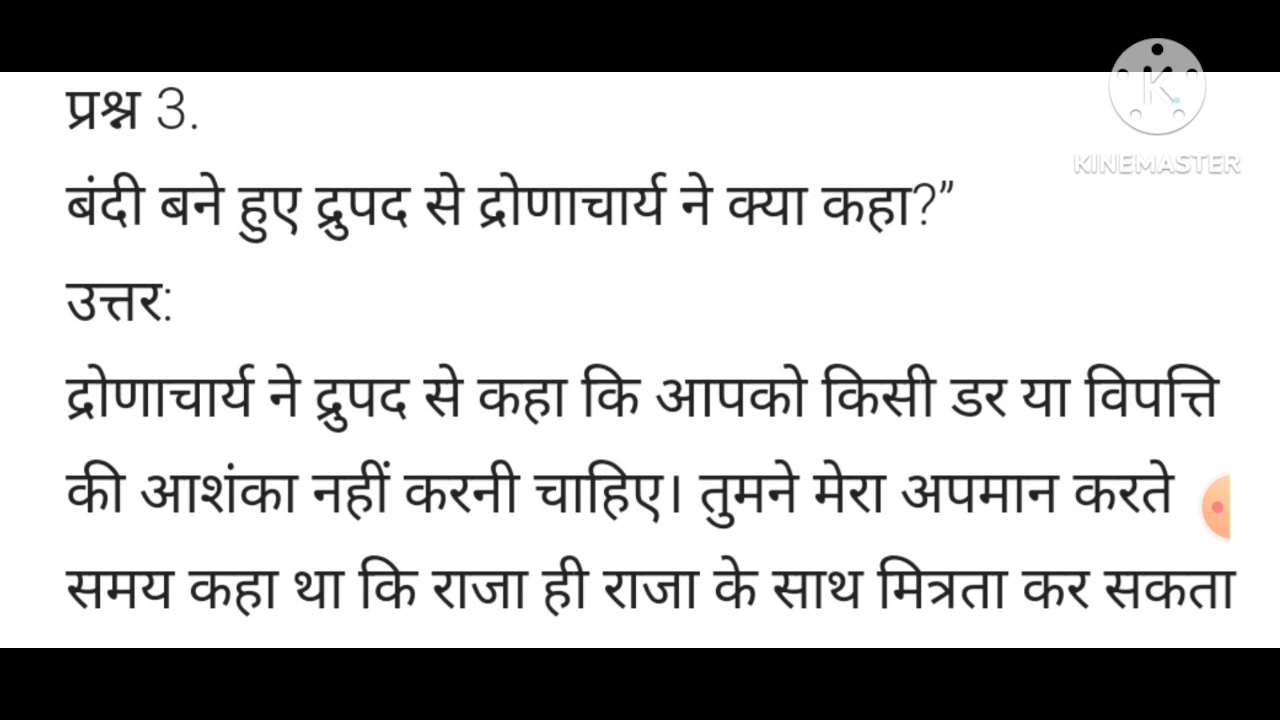 प्रश्न 3.
बंदी बने हुए द्रुपद से द्रोणाचार्य ने क्या कहा?”
उत्तर:
द्रोणाचार्य ने द्रुपद से कहा कि आपको किसी डर या विपत्ति
की आशंका नहीं करनी चाहिए। तुमने मेरा अपमान करते
समय कहा था कि राजा ही राजा के साथ मित्रता कर सकता
K
KINEMASTER